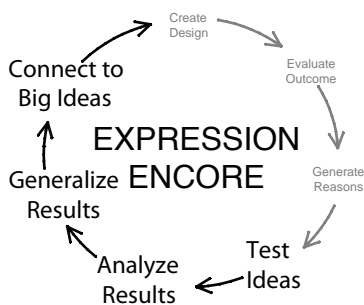 Create
Design
Evaluate
Outcome
Generate
Reasons
Test
Ideas
Analyze
Results
Generalize
Results
Connect to
Big Ideas
EXPRESSION
ENCORE